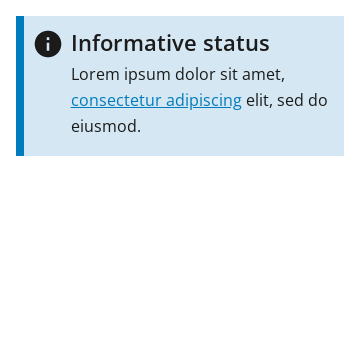 Informative status
Lorem ipsum dolor sit amet,
consectetur adipiscing elit, sed do
eiusmod.